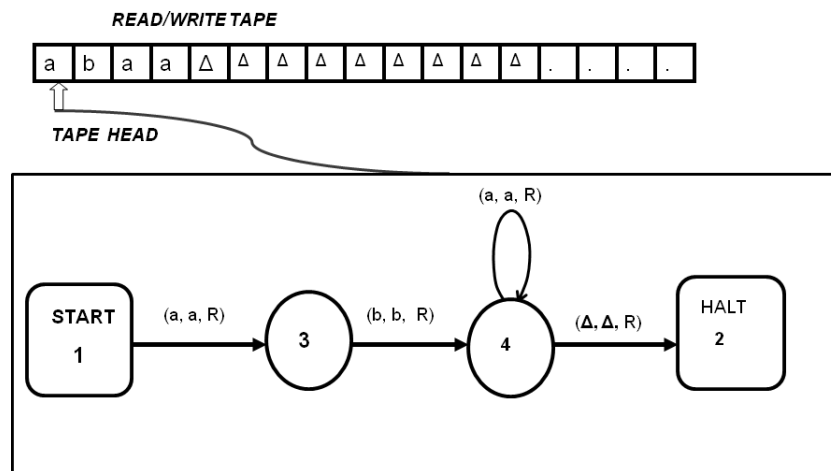 READ/WRITE TAPE
a b a a Δ Δ Δ Δ Δ Δ Δ Δ Δ . . . .
TAPE HEAD
(a, a, R)
START (a, a, R) 3 (b, b, R) 4 (Δ, Δ, R) HALT
1 2